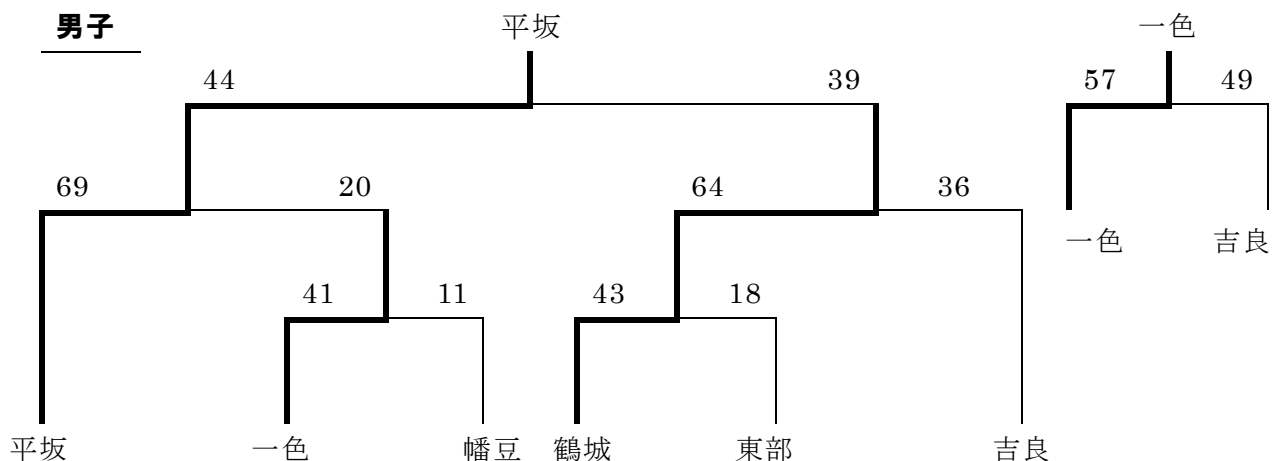 男子
平坂 一色
44 39 57 49
69 20 64 36
一色 吉良
41 11 43 18
平坂 一色 幡豆 鶴城 東部 吉良